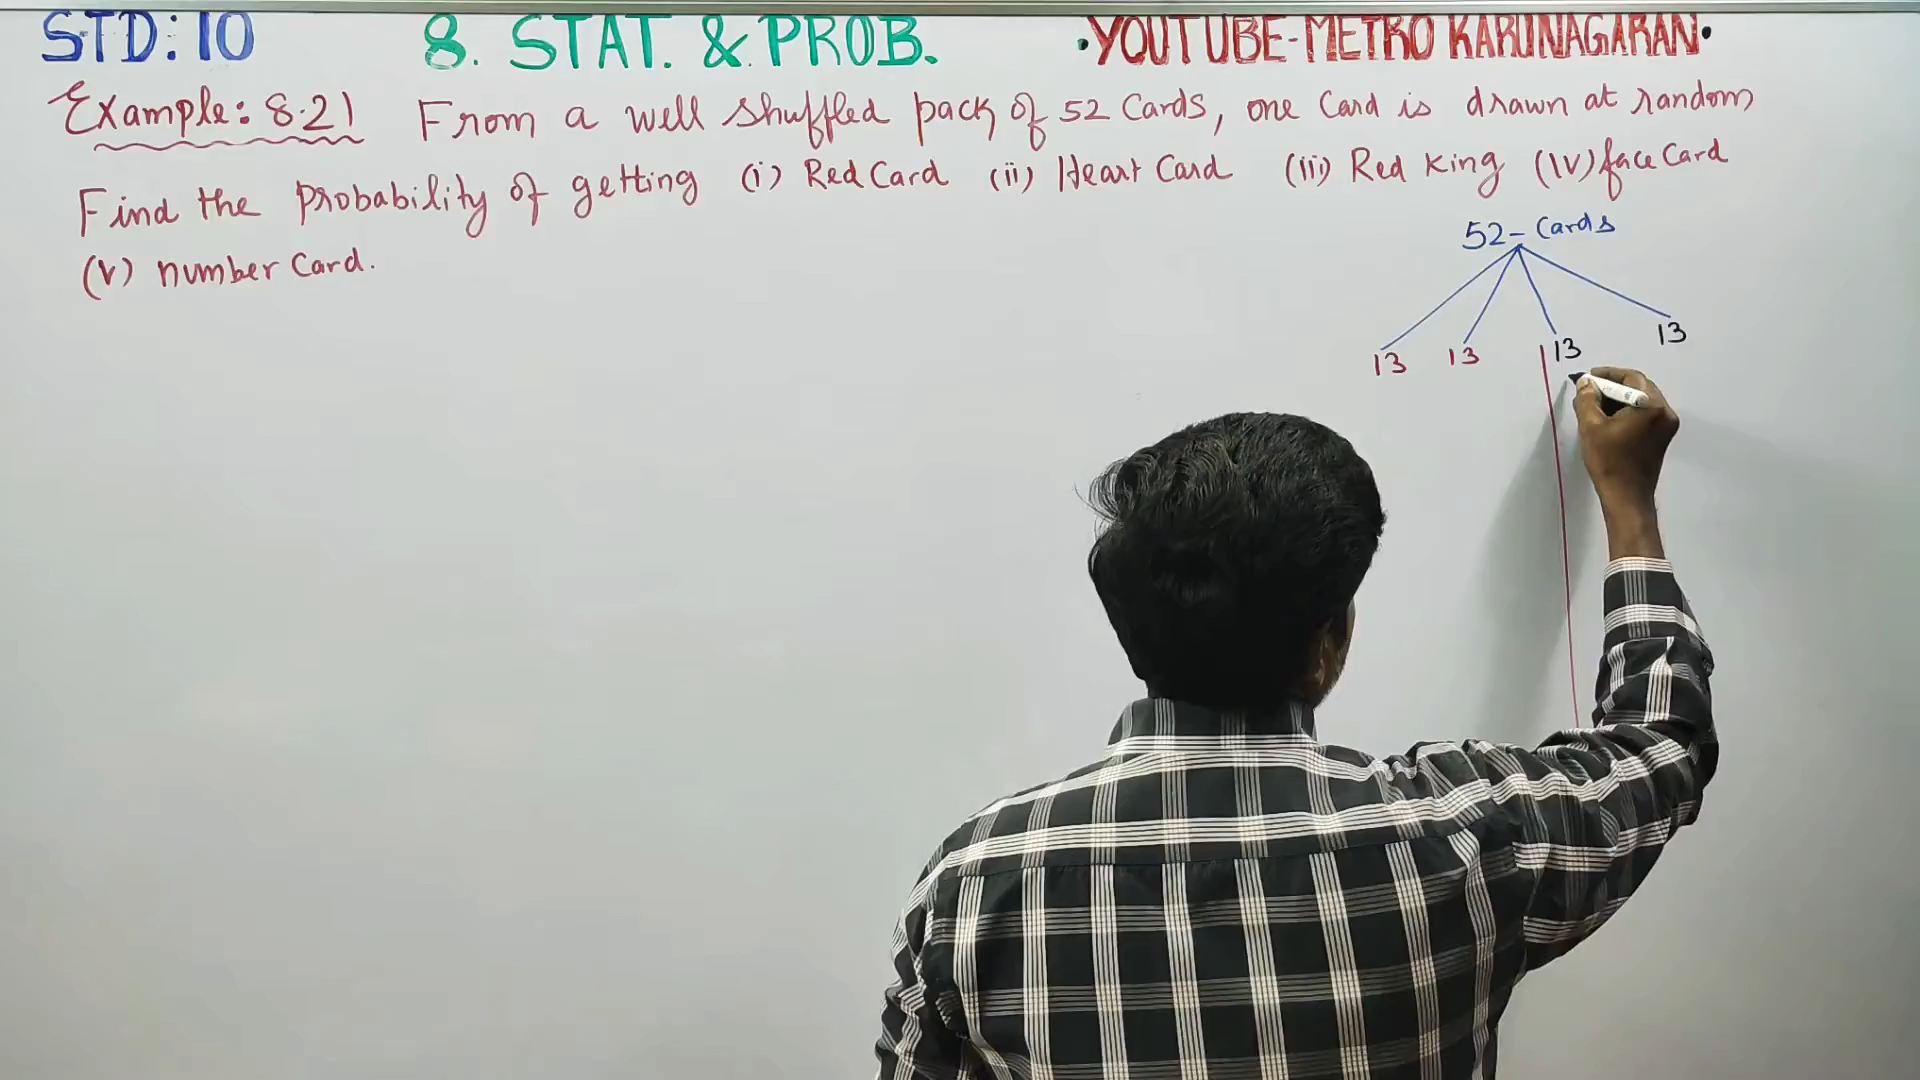 STD: 10 8. STAT. & PROB. •YOUTUBE-METRO KARUNAGARAN•
Example: 8.21 From a well shuffled pack of 52 Cards, one Card is drawn at random
Find the Probability of getting (i) Red Card (ii) Heart Card (iii) Red King (iv) face Card
(v) number Card.
52- Cards
13 13 13 13